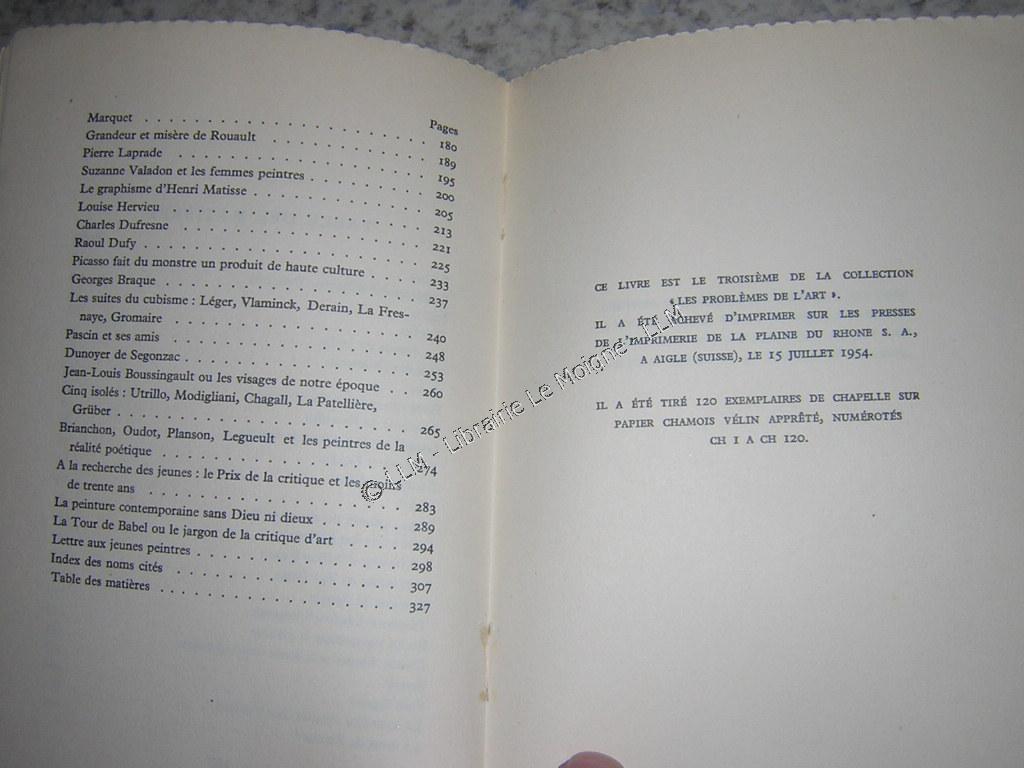 Pages
Marquet . . . . . . . . . . . . . . . . 180
Grandeur et misère de Rouault . . . . . . . . . 189
Pierre Laprade . . . . . . . . . . . . . . 195
Suzanne Valadon et les femmes peintres . . . . . . . 200
Le graphisme d'Henri Matisse . . . . . . . . . . 205
Louise Hervieu . . . . . . . . . . . . . . 213
Charles Dufresne . . . . . . . . . . . . . 221
Raoul Dufy . . . . . . . . . . . . . . . 225
Picasso fait du monstre un produit de haute culture . . . 233
Georges Braque . . . . . . . . . . . . . . 237
Les suites du cubisme : Léger, Vlaminck, Derain, La Fres-
naye, Gromaire . . . . . . . . . . . . . 240
Pascin et ses amis . . . . . . . . . . . . . 248
Dunoyer de Segonzac . . . . . . . . . . . . 253
Jean-Louis Boussingault ou les visages de notre époque . . 260
Cinq isolés : Utrillo, Modigliani, Chagall, La Patellière,
Grüber . . . . . . . . . . . . . . . . 265
Brianchon, Oudot, Planson, Legueult et les peintres de la
réalité poétique . . . . . . . . . . . . . 274
A la recherche des jeunes : le Prix de la critique et les moins
de trente ans . . . . . . . . . . . . . . 283
La peinture contemporaine sans Dieu ni dieux . . . . . 289
La Tour de Babel ou le jargon de la critique d'art . . . . 294
Lettre aux jeunes peintres . . . . . . . . . . . 298
Index des noms cités . . . . . . . . . . . . 307
Table des matières . . . . . . . . . . . . . 327
CE LIVRE EST LE TROISIÈME DE LA COLLECTION
« LES PROBLÈMES DE L'ART ».
IL A ÉTÉ ACHEVÉ D'IMPRIMER SUR LES PRESSES
DE L'IMPRIMERIE DE LA PLAINE DU RHONE S. A.,
A AIGLE (SUISSE), LE 15 JUILLET 1954.
IL A ÉTÉ TIRÉ 120 EXEMPLAIRES DE CHAPELLE SUR
PAPIER CHAMOIS VÉLIN APPRÊTÉ, NUMÉROTÉS
CH I A CH 120.
© LLM - Librairie Le Moigne - LLM